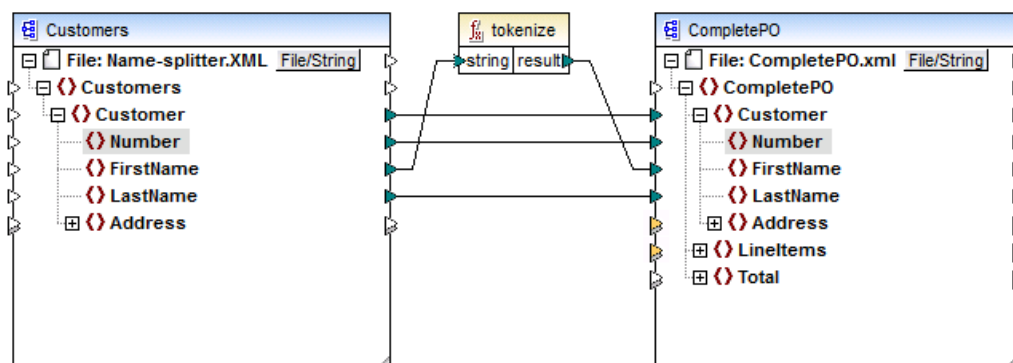 Customers
File: Name-splitter.XML File/String
Customers
Customer
Number
FirstName
LastName
Address
tokenize
string result
CompletePO
File: CompletePO.xml File/String
CompletePO
Customer
Number
FirstName
LastName
Address
LineItems
Total